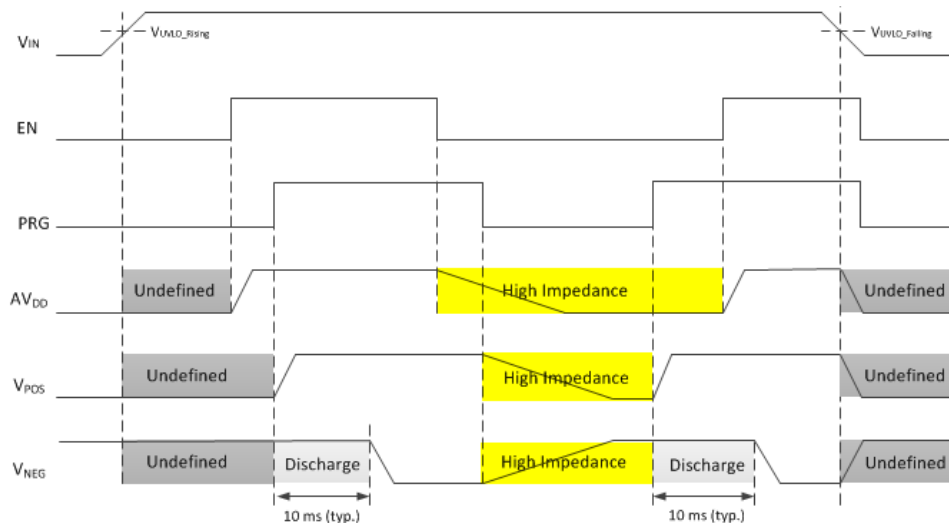 VIN
VUVLO_Rising
VUVLO_Falling
EN
PRG
AVDD
Undefined
High Impedance
Undefined
VPOS
Undefined
High Impedance
Undefined
VNEG
Undefined
Discharge
High Impedance
Discharge
Undefined
10 ms (typ.)
10 ms (typ.)